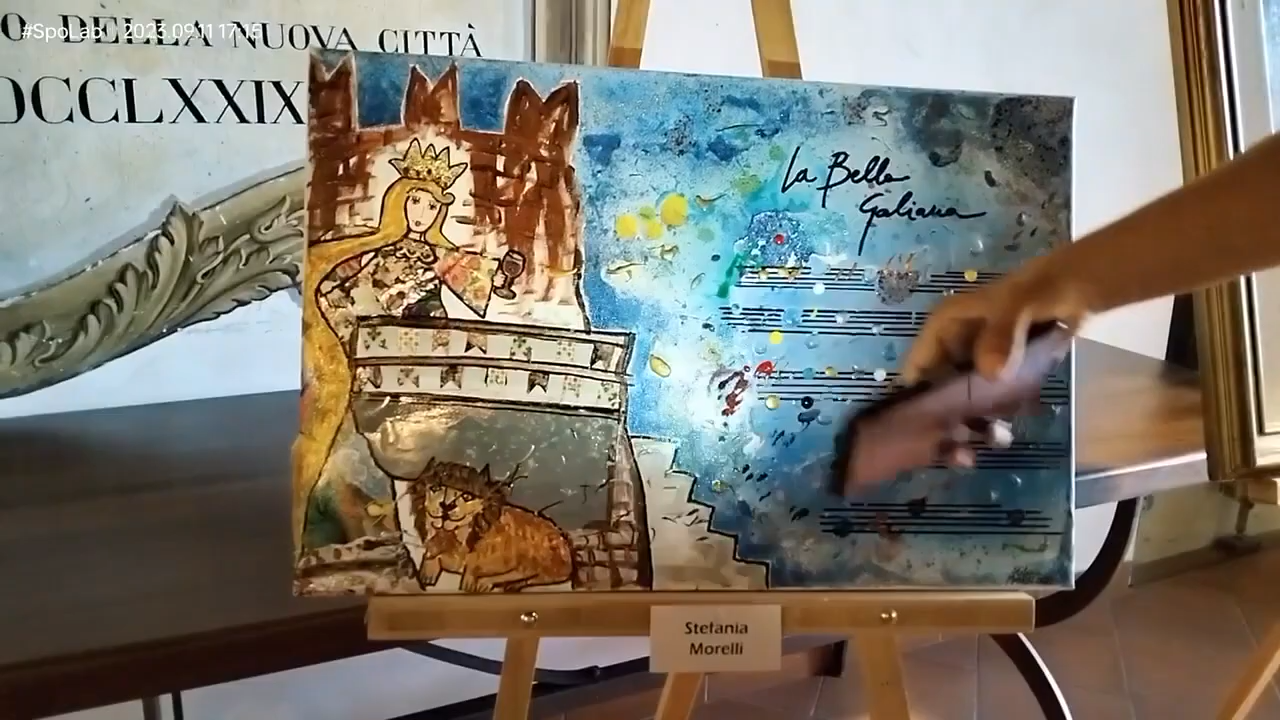 #SpoLab 2023.09.11 17:15
O DELLA NUOVA CITTÀ
DCCLXXIX
La Bella
Galiana
Stefania
Morelli